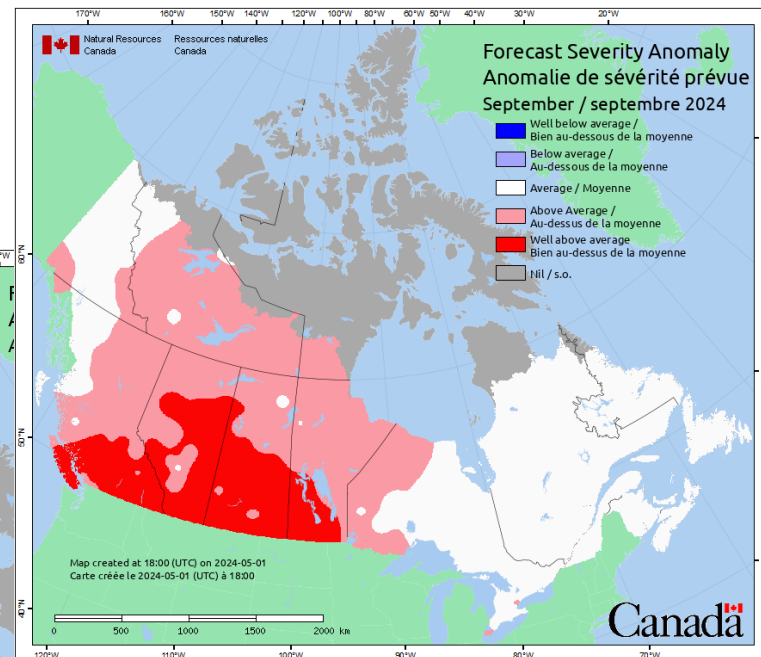 170°W 160°W 150°W 140°W 130°W 120°W 110°W 100°W 90°W 80°W 70°W 60°W 50°W 40°W 20°W
Natural Resources Ressources naturelles
Canada Canada
Forecast Severity Anomaly
Anomalie de sévérité prévue
September / septembre 2024
Well below average /
Bien au-dessous de la moyenne
Below average /
Au-dessous de la moyenne
Average / Moyenne
Above Average /
Au-dessus de la moyenne
Well above average
Bien au-dessus de la moyenne
Nil / s.o.
60°N
50°N
40°N
Map created at 18:00 (UTC) on 2024-05-01
Carte créée le 2024-05-01 (UTC) à 18:00
0 500 1000 1500 2000 km
Canada
120°W 110°W 100°W 90°W 80°W 70°W